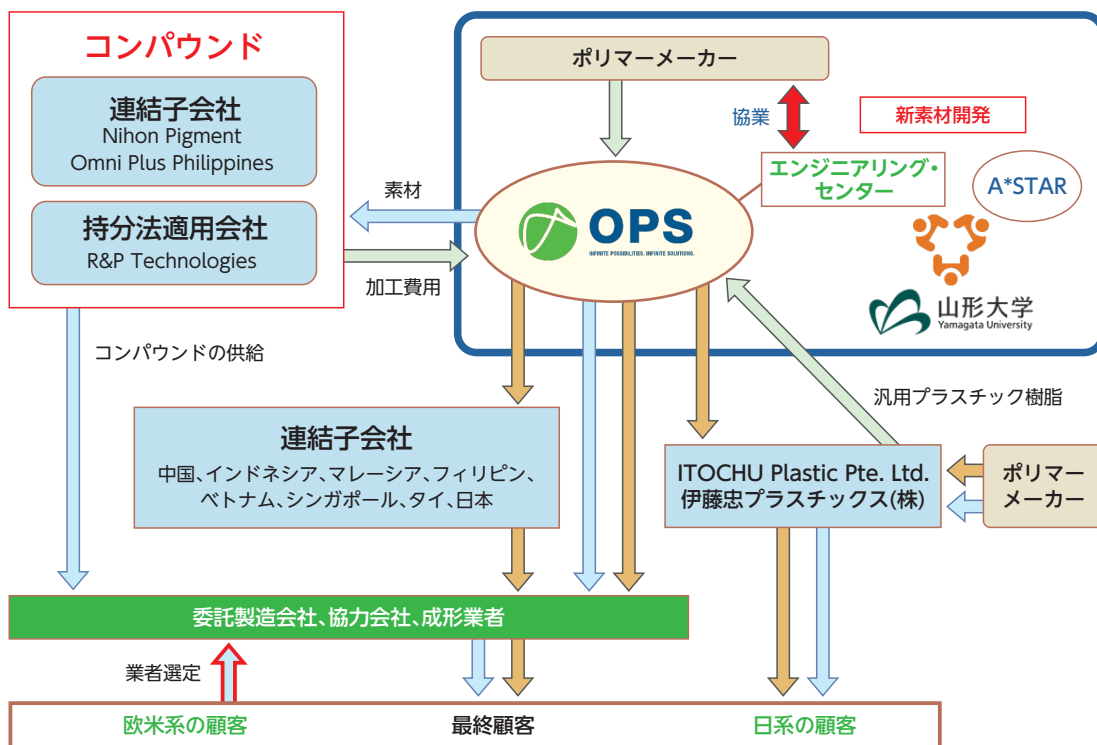 コンパウンド
連結子会社
Nihon Pigment
Omni Plus Philippines
持分法適用会社
R&P Technologies
ポリマーメーカー
協業
新素材開発
エンジニアリング・
センター
A*STAR
素材
加工費用
OPS
INFINITE POSSIBILITIES. INFINITE SOLUTIONS.
山形大学
Yamagata University
コンパウンドの供給
汎用プラスチック樹脂
連結子会社
中国、インドネシア、マレーシア、フィリピン、
ベトナム、シンガポール、タイ、日本
ITOCHU Plastic Pte. Ltd.
伊藤忠プラスチックス(株)
ポリマー
メーカー
委託製造会社、協力会社、成形業者
業者選定
欧米系の顧客
最終顧客
日系の顧客